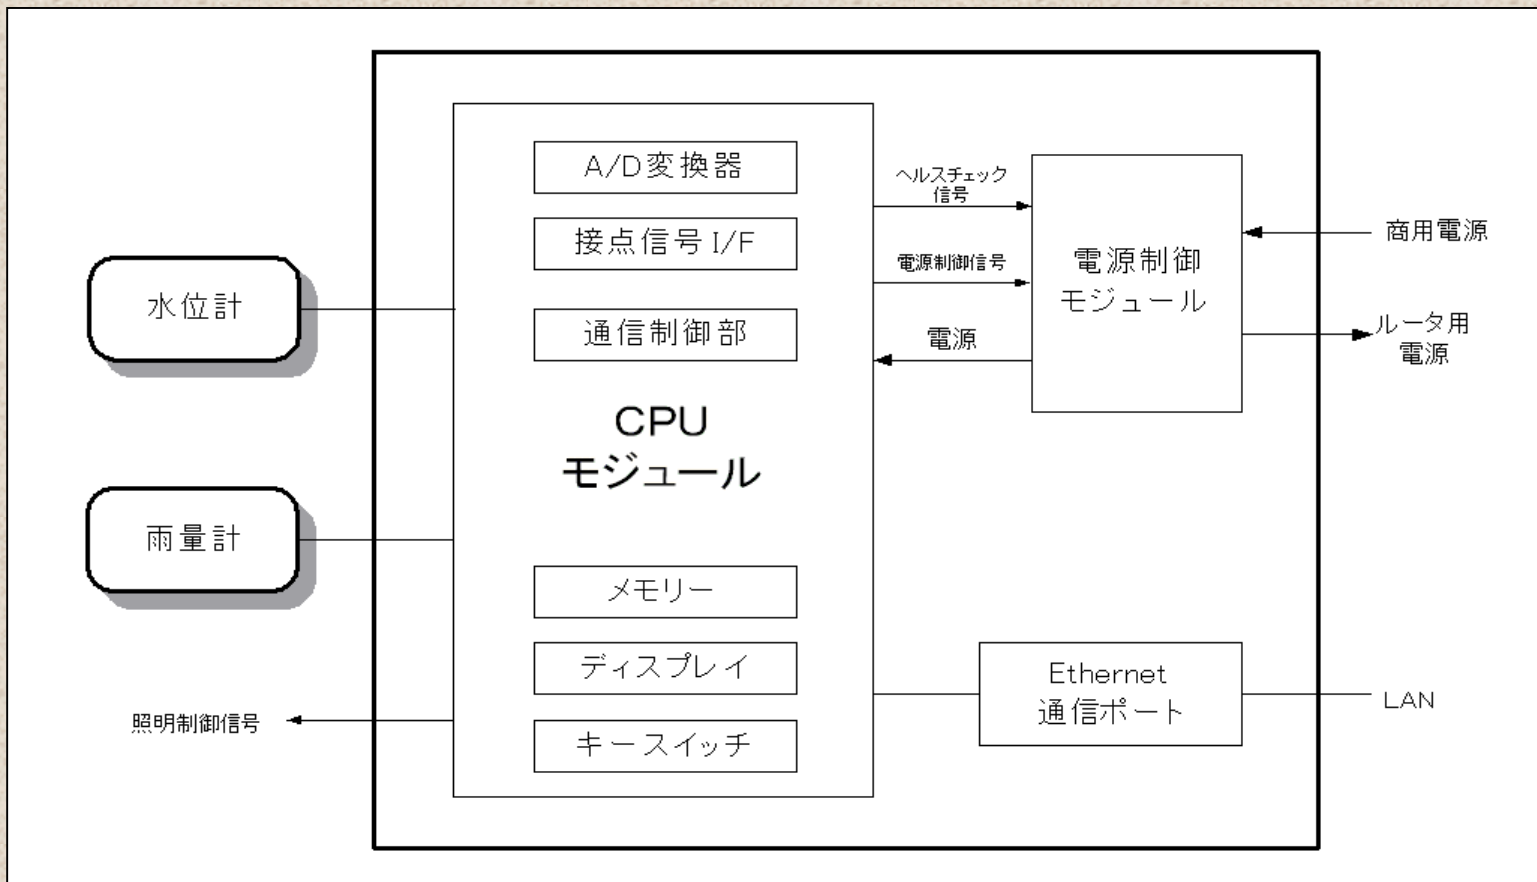 A/D変換器
接点信号 I/F
通信制御部
CPU
モジュール
メモリー
ディスプレイ
キースイッチ
水位計
雨量計
照明制御信号
ヘルスチェック
信号
電源制御信号
電源
電源制御
モジュール
商用電源
ルータ用
電源
Ethernet
通信ポート
LAN